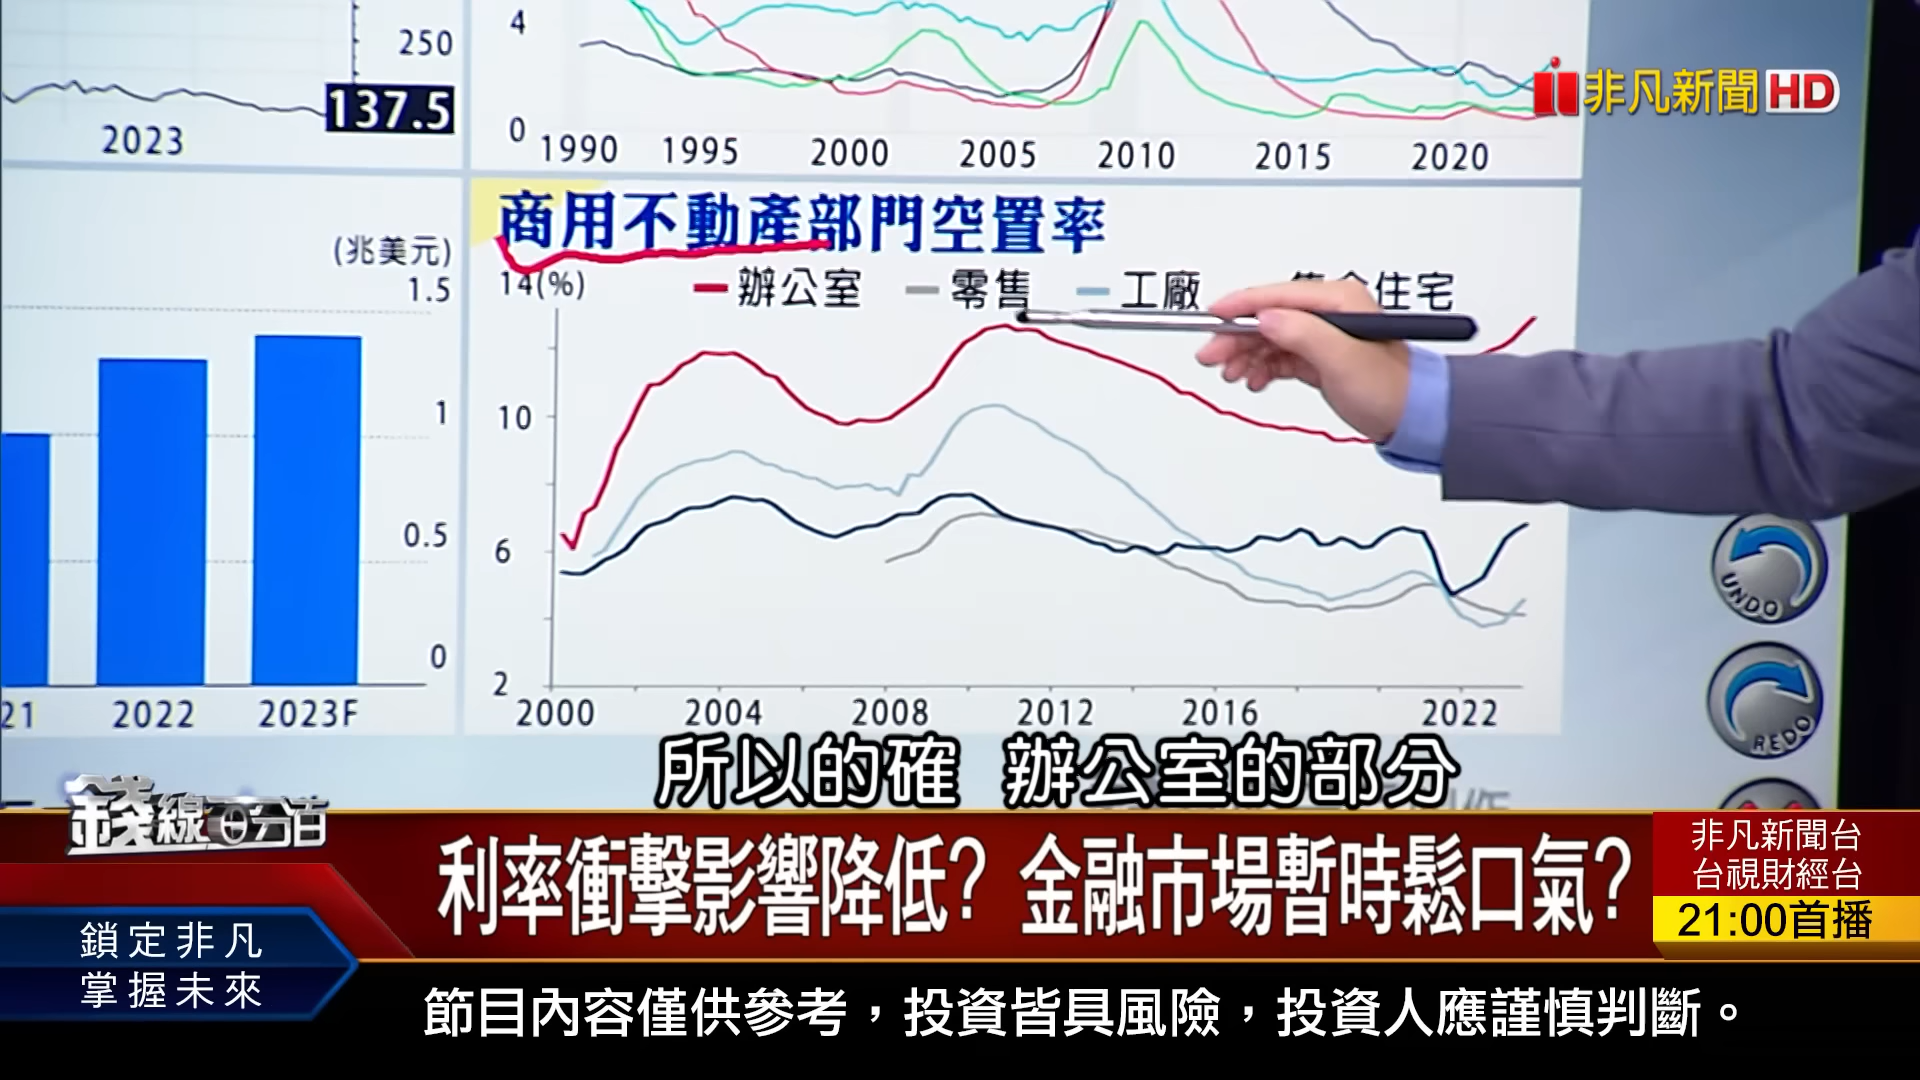 4
250
137.5
2023
0
1990 1995 2000 2005 2010 2015 2020
非凡新聞HD
商用不動產部門空置率
(兆美元)
14(%)
辦公室 零售 工廠 住宅
1.5
1
0.5
0
21 2022 2023F
10
6
2
2000 2004 2008 2012 2016 2022
UNDO
REDO
所以的確 辦公室的部分
錢線百分百
利率衝擊影響降低? 金融市場暫時鬆口氣?
非凡新聞台
台視財經台
21:00首播
鎖定非凡
掌握未來
節目內容僅供參考,投資皆具風險,投資人應謹慎判斷。